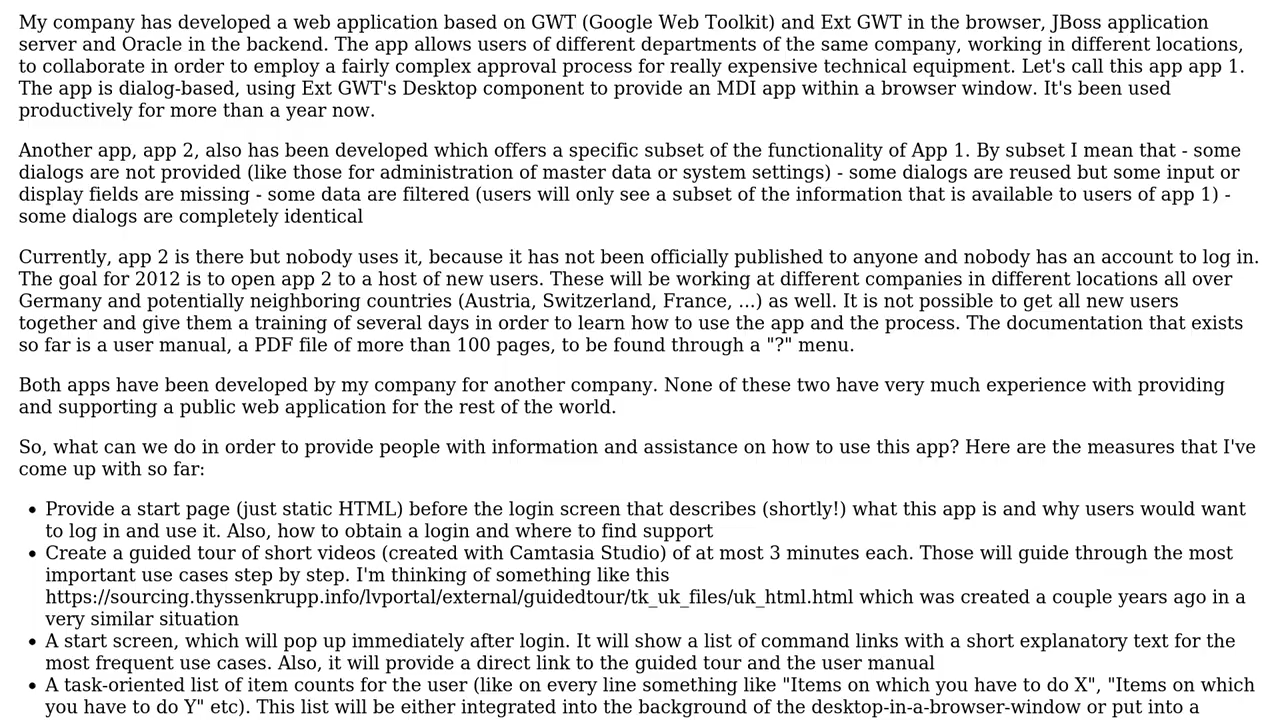 My company has developed a web application based on GWT (Google Web Toolkit) and Ext GWT in the browser, JBoss application
server and Oracle in the backend. The app allows users of different departments of the same company, working in different locations,
to collaborate in order to employ a fairly complex approval process for really expensive technical equipment. Let's call this app app 1.
The app is dialog-based, using Ext GWT's Desktop component to provide an MDI app within a browser window. It's been used
productively for more than a year now.
Another app, app 2, also has been developed which offers a specific subset of the functionality of App 1. By subset I mean that - some
dialogs are not provided (like those for administration of master data or system settings) - some dialogs are reused but some input or
display fields are missing - some data are filtered (users will only see a subset of the information that is available to users of app 1) -
some dialogs are completely identical
Currently, app 2 is there but nobody uses it, because it has not been officially published to anyone and nobody has an account to log in.
The goal for 2012 is to open app 2 to a host of new users. These will be working at different companies in different locations all over
Germany and potentially neighboring countries (Austria, Switzerland, France, ...) as well. It is not possible to get all new users
together and give them a training of several days in order to learn how to use the app and the process. The documentation that exists
so far is a user manual, a PDF file of more than 100 pages, to be found through a "?" menu.
Both apps have been developed by my company for another company. None of these two have very much experience with providing
and supporting a public web application for the rest of the world.
So, what can we do in order to provide people with information and assistance on how to use this app? Here are the measures that I've
come up with so far:
• Provide a start page (just static HTML) before the login screen that describes (shortly!) what this app is and why users would want
to log in and use it. Also, how to obtain a login and where to find support
• Create a guided tour of short videos (created with Camtasia Studio) of at most 3 minutes each. Those will guide through the most
important use cases step by step. I'm thinking of something like this
https://sourcing.thyssenkrupp.info/lvportal/external/guidedtour/tk_uk_files/uk_html.html which was created a couple years ago in a
very similar situation
• A start screen, which will pop up immediately after login. It will show a list of command links with a short explanatory text for the
most frequent use cases. Also, it will provide a direct link to the guided tour and the user manual
• A task-oriented list of item counts for the user (like on every line something like "Items on which you have to do X", "Items on which
you have to do Y" etc). This list will be either integrated into the background of the desktop-in-a-browser-window or put into a